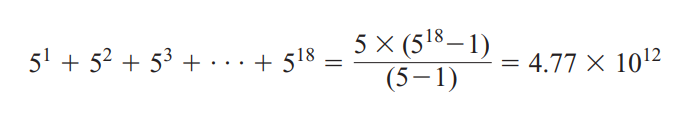 5¹ + 5² + 5³ + · · · + 5¹⁸ = 5 × (5¹⁸−1) / (5−1) = 4.77 × 10¹²